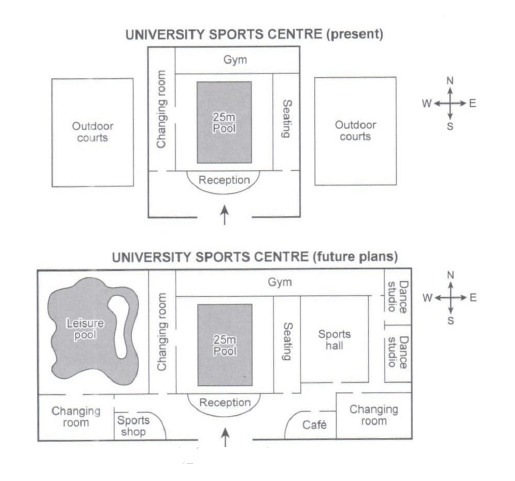 UNIVERSITY SPORTS CENTRE (present)
Gym
Changing room
25m
Pool
Seating
Reception
Outdoor
courts
Outdoor
courts
N
W
E
S
UNIVERSITY SPORTS CENTRE (future plans)
Gym
Leisure
pool
Changing room
25m
Pool
Seating
Sports
hall
Dance
studio
Dance
studio
Reception
Changing
room
Sports
shop
Café
Changing
room
N
W
E
S